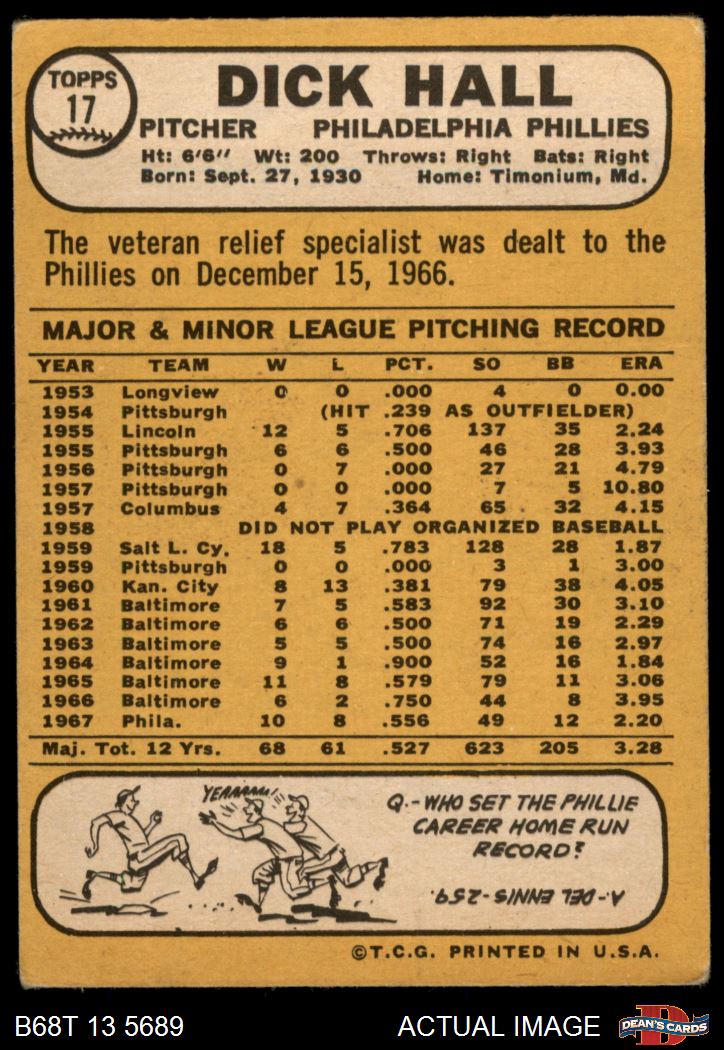 TOPPS
17
DICK HALL
PITCHER PHILADELPHIA PHILLIES
Ht: 6'6" Wt: 200 Throws: Right Bats: Right
Born: Sept. 27, 1930 Home: Timonium, Md.
The veteran relief specialist was dealt to the
Phillies on December 15, 1966.
MAJOR & MINOR LEAGUE PITCHING RECORD
YEAR TEAM W L PCT. SO BB ERA
1953 Longview 0 0 .000 4 0 0.00
1954 Pittsburgh (HIT .239 AS OUTFIELDER)
1955 Lincoln 12 5 .706 137 35 2.24
1955 Pittsburgh 6 6 .500 46 28 3.93
1956 Pittsburgh 0 7 .000 27 21 4.79
1957 Pittsburgh 0 0 .000 7 5 10.80
1957 Columbus 4 7 .364 65 32 4.15
1958 DID NOT PLAY ORGANIZED BASEBALL
1959 Salt L. Cy. 18 5 .783 128 28 1.87
1959 Pittsburgh 0 0 .000 3 1 3.00
1960 Kan. City 8 13 .381 79 38 4.05
1961 Baltimore 7 5 .583 92 30 3.10
1962 Baltimore 6 6 .500 71 19 2.29
1963 Baltimore 5 5 .500 74 16 2.97
1964 Baltimore 9 1 .900 52 16 1.84
1965 Baltimore 11 8 .579 79 11 3.06
1966 Baltimore 6 2 .750 44 8 3.95
1967 Phila. 10 8 .556 49 12 2.20
Maj. Tot. 12 Yrs. 68 61 .527 623 205 3.28
YEAAAAA!
Q.-WHO SET THE PHILLIE
CAREER HOME RUN
RECORD?
A.-DEL ENNIS-259.
©T.C.G. PRINTED IN U.S.A.
B68T 13 5689 ACTUAL IMAGE
D
DEAN'S CARDS